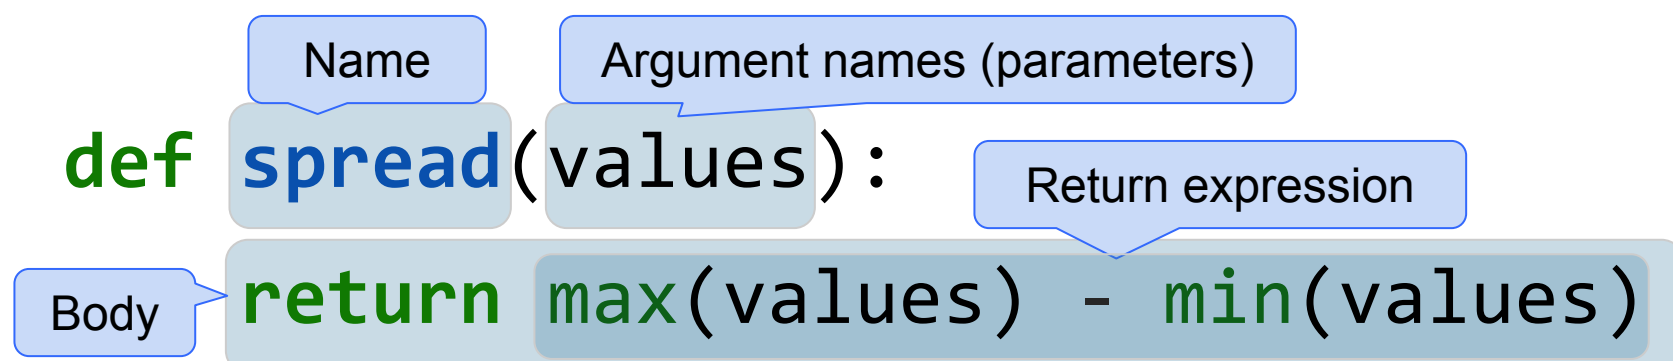 Name
Argument names (parameters)
def spread(values):
Return expression
Body
return max(values) - min(values)